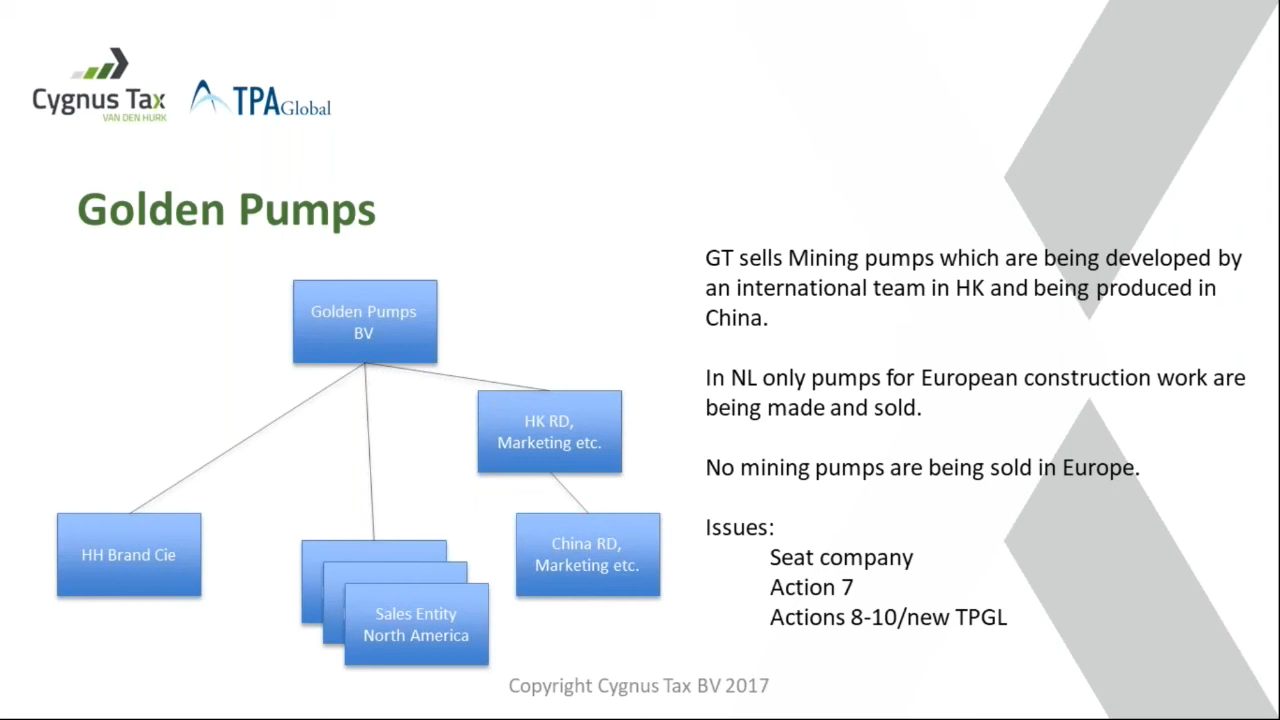 Cygnus Tax
VAN DEN HURK
TPAGlobal
Golden Pumps
Golden Pumps
BV
HK RD,
Marketing etc.
HH Brand Cie
China RD,
Marketing etc.
Sales Entity
North America
GT sells Mining pumps which are being developed by
an international team in HK and being produced in
China.
In NL only pumps for European construction work are
being made and sold.
No mining pumps are being sold in Europe.
Issues:
Seat company
Action 7
Actions 8-10/new TPGL
Copyright Cygnus Tax BV 2017